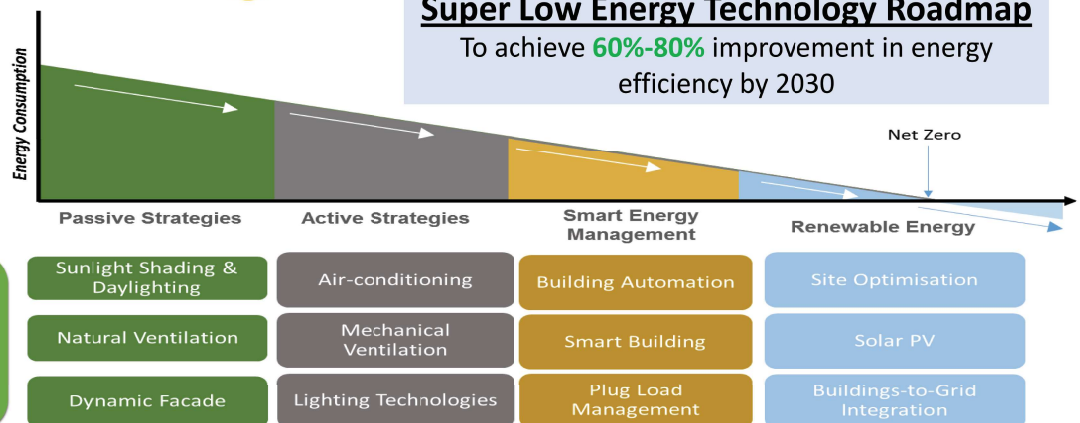 Super Low Energy Technology Roadmap
To achieve 60%-80% improvement in energy
efficiency by 2030
Energy Consumption
Net Zero
Passive Strategies
Active Strategies
Smart Energy
Management
Renewable Energy
Sunlight Shading &
Daylighting
Air-conditioning
Building Automation
Site Optimisation
Natural Ventilation
Mechanical
Ventilation
Smart Building
Solar PV
Dynamic Facade
Lighting Technologies
Plug Load
Management
Buildings-to-Grid
Integration